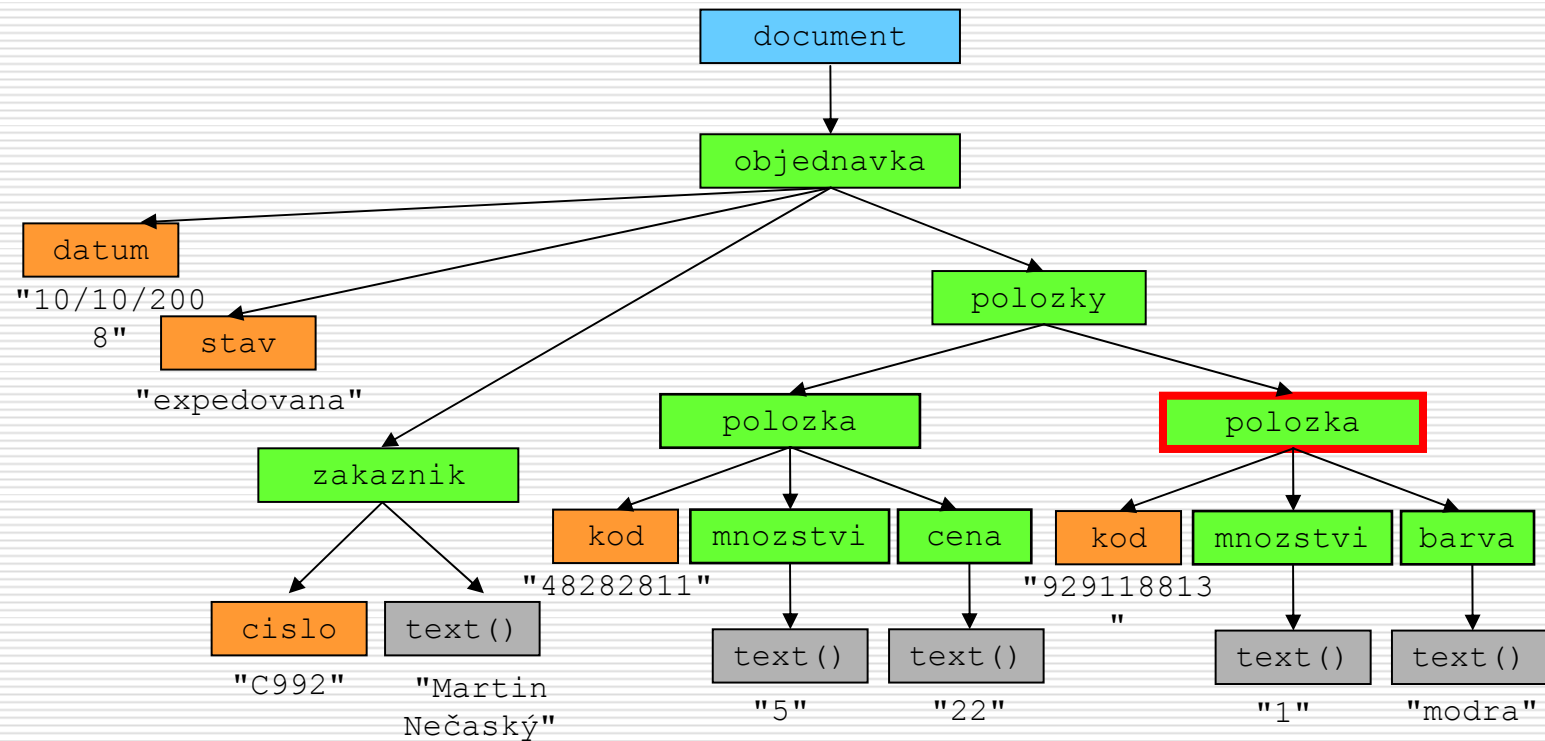 document
objednavka
datum
"10/10/200
8"
stav
"expedovana"
polozky
polozka
polozka
zakaznik
kod
mnozstvi
cena
kod
mnozstvi
barva
"48282811"
"929118813
"
cislo
text()
text()
text()
text()
text()
"C992"
"Martin
Nečaský"
"5"
"22"
"1"
"modra"